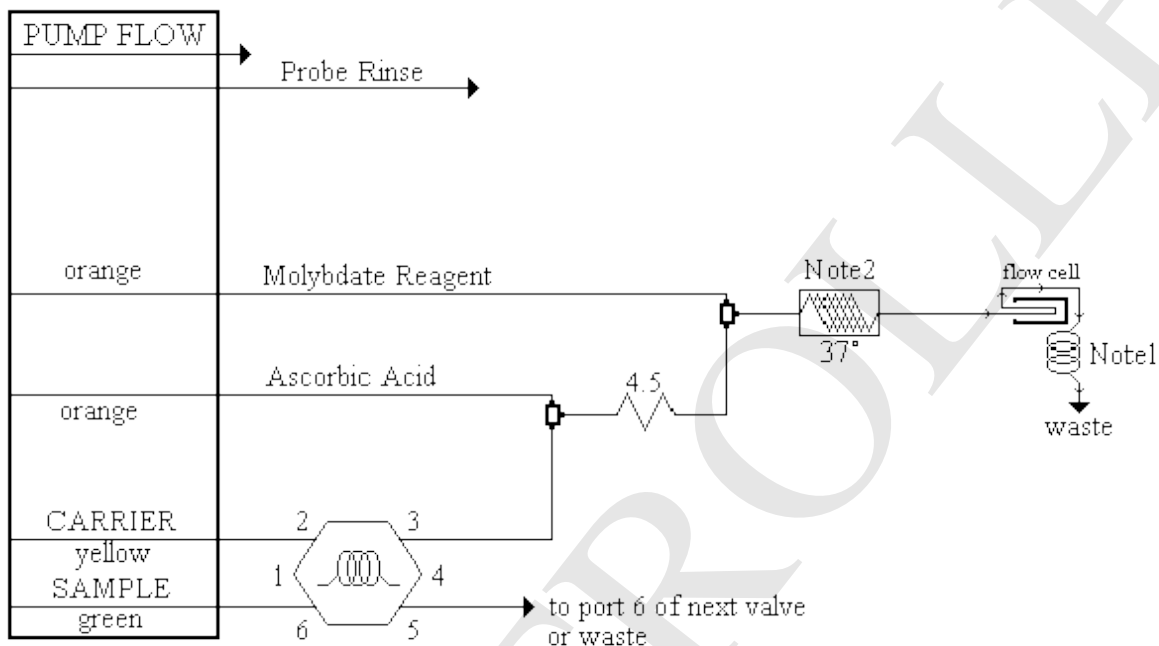 PUMP FLOW
Probe Rinse
orange
Molybdate Reagent
Note2
flow cell
37°
Note1
Ascorbic Acid
4.5
orange
waste
CARRIER
2
3
yellow
1
4
SAMPLE
to port 6 of next valve
green
6
5
or waste
TROLLE